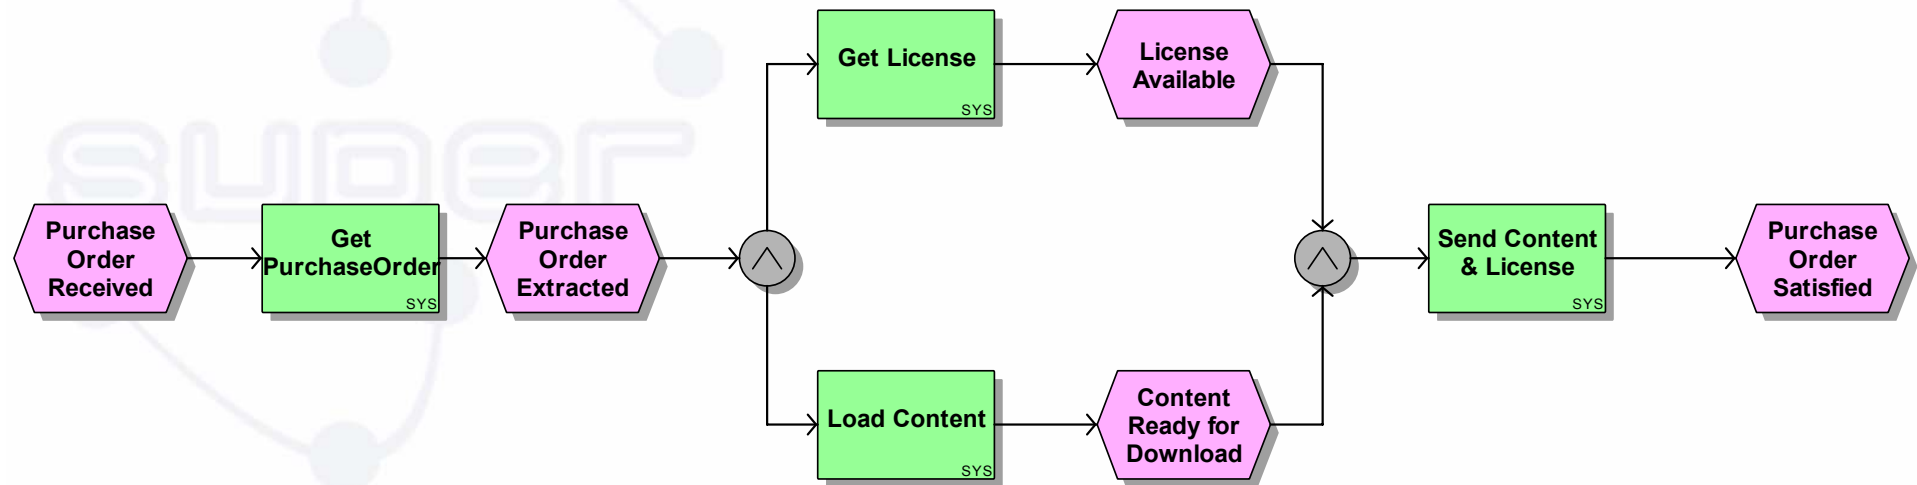 Purchase
Order
Received
Get
PurchaseOrder
SYS
Purchase
Order
Extracted
Get License
SYS
License
Available
Load Content
SYS
Content
Ready for
Download
Send Content
& License
SYS
Purchase
Order
Satisfied
super